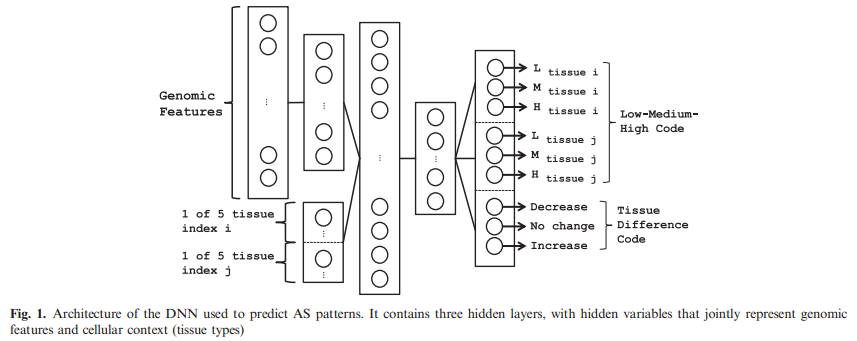 Genomic
Features
1 of 5 tissue
index i
1 of 5 tissue
index j
L tissue i
M tissue i
H tissue i
L tissue j
M tissue j
H tissue j
Low-Medium-
High Code
Decrease
No change
Increase
Tissue
Difference
Code
Fig. 1. Architecture of the DNN used to predict AS patterns. It contains three hidden layers, with hidden variables that jointly represent genomic
features and cellular context (tissue types)